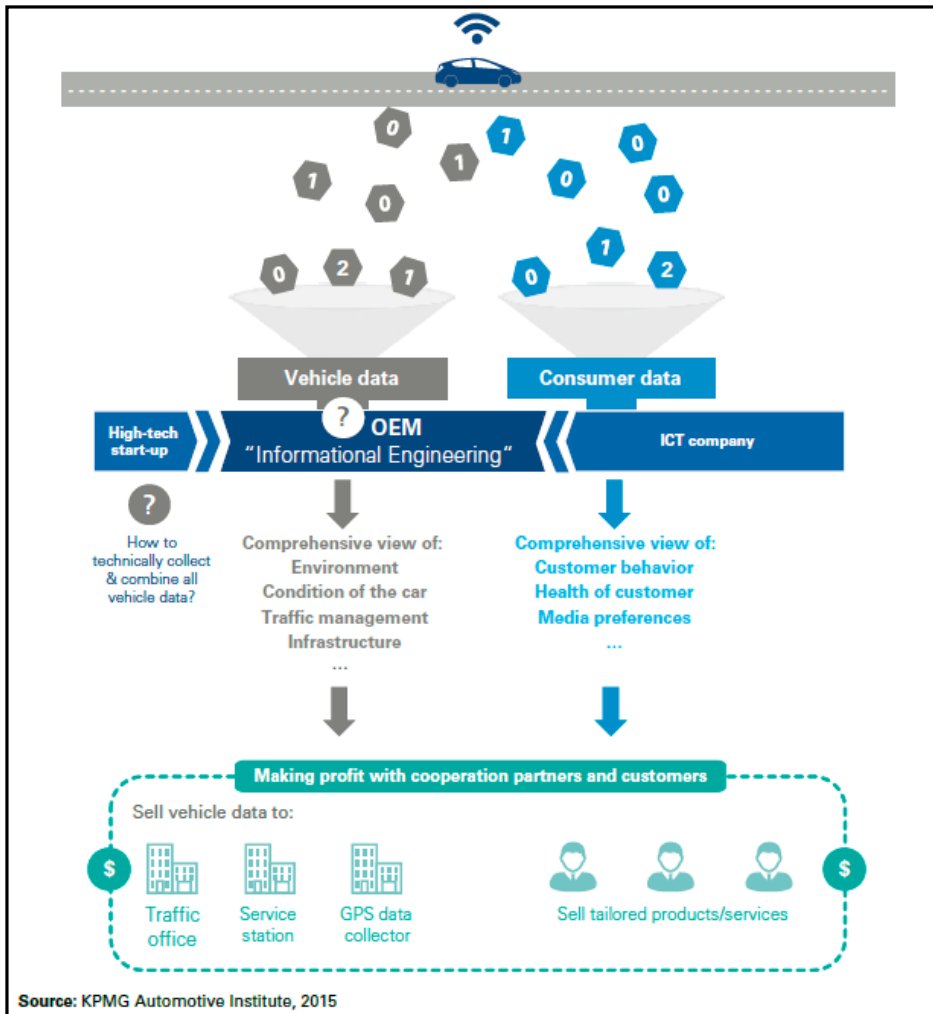 0
1
1
0
1
0
0
0
0
1
0
2
1
0
1
2
Vehicle data
Consumer data
?
High-tech
start-up
OEM
“Informational Engineering”
ICT company
?
How to
technically collect
& combine all
vehicle data?
Comprehensive view of:
Environment
Condition of the car
Traffic management
Infrastructure
...
Comprehensive view of:
Customer behavior
Health of customer
Media preferences
...
Making profit with cooperation partners and customers
Sell vehicle data to:
$
$
Traffic
office
Service
station
GPS data
collector
Sell tailored products/services
Source: KPMG Automotive Institute, 2015